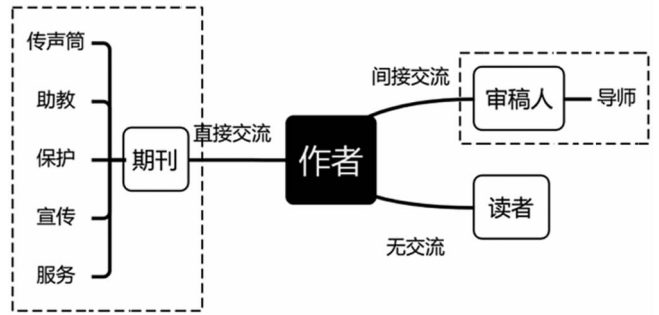 传声筒
助教
保护
宣传
服务
期刊
直接交流
作者
间接交流
审稿人
导师
读者
无交流